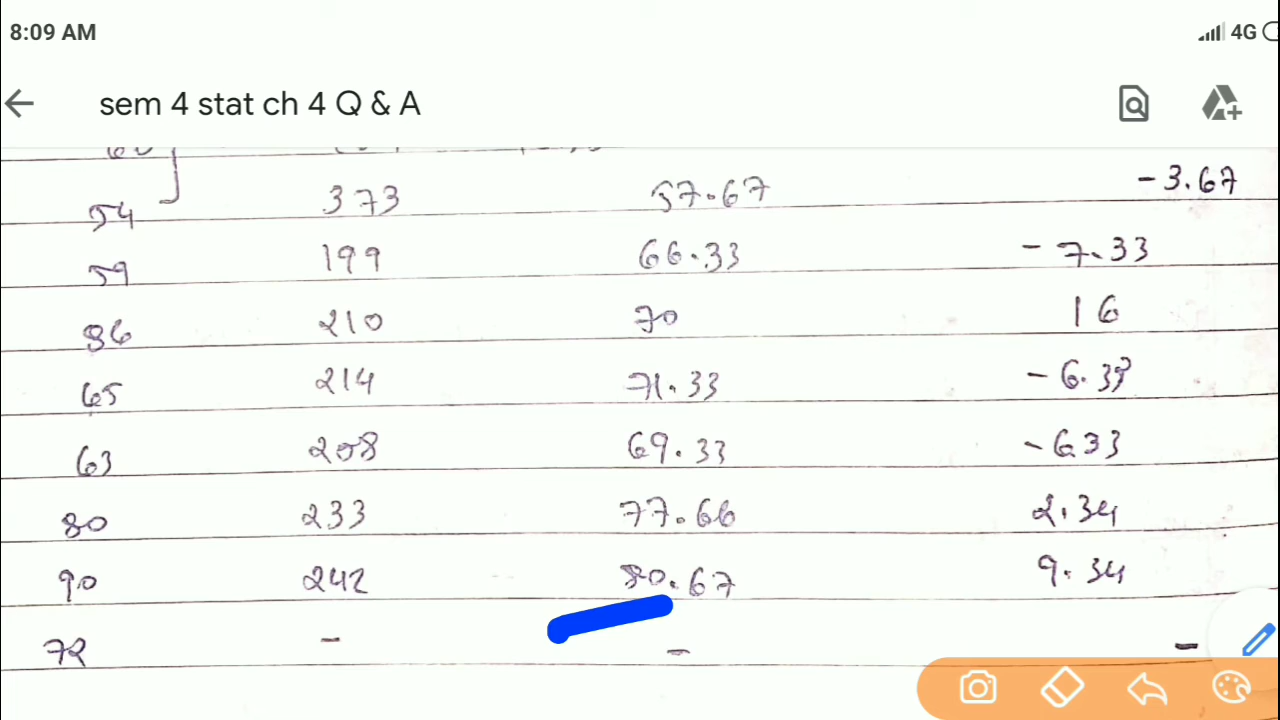 8:09 AM 4G
sem 4 stat ch 4 Q & A
54 373 57.67 - 3.67
59 199 66.33 - 7.33
86 210 70 16
65 214 71.33 - 6.33
63 208 69.33 - 6.33
80 233 77.66 2.34
90 242 80.67 9.34
72 - - -